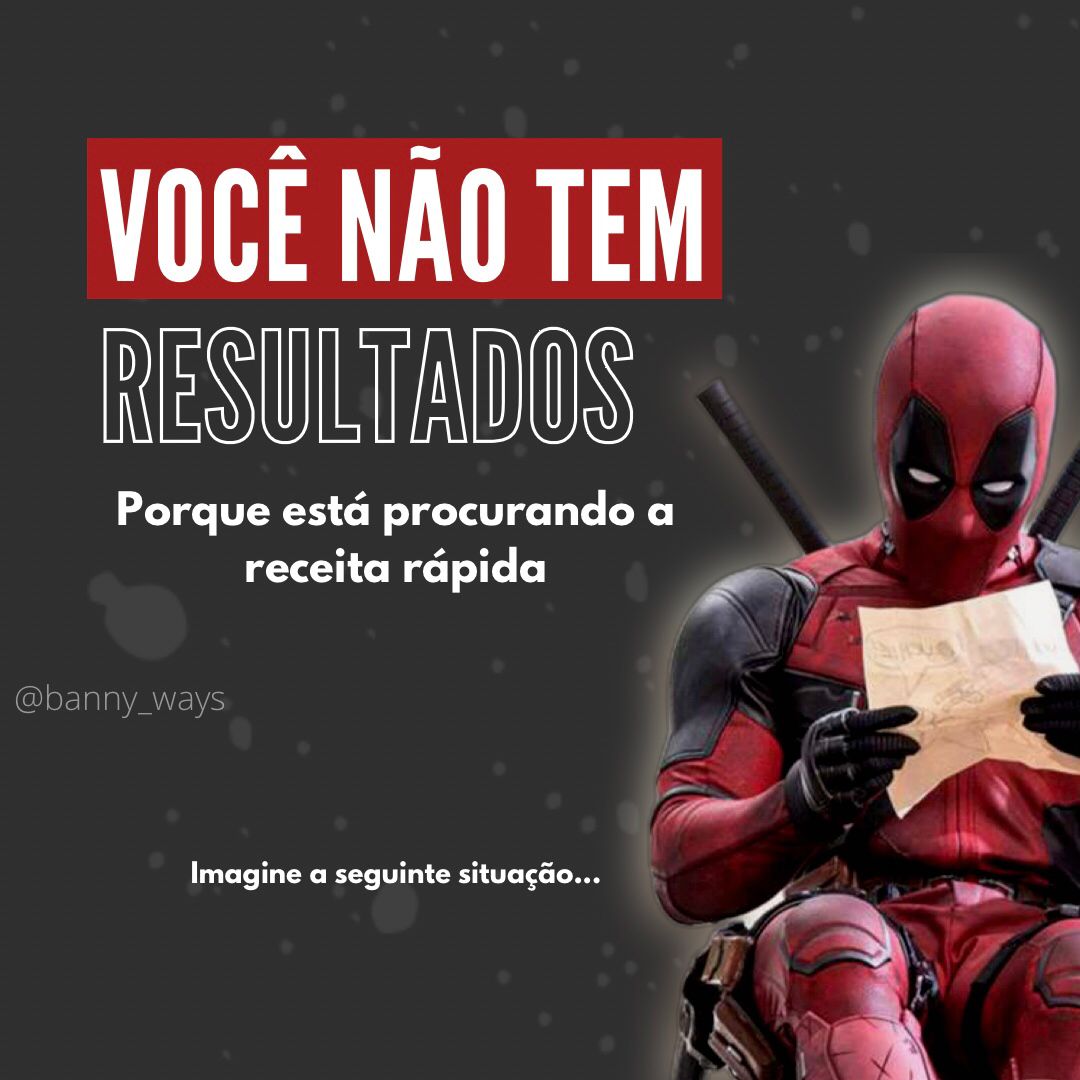 VOCÊ NÃO TEM
RESULTADOS
Porque está procurando a
receita rápida
@banny_ways
Imagine a seguinte situação...